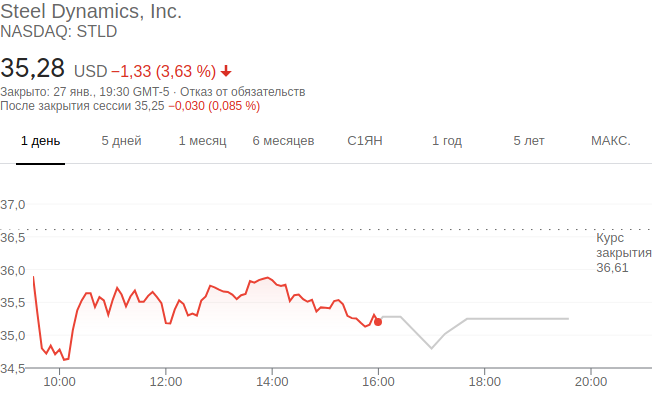 Steel Dynamics, Inc.
NASDAQ: STLD
35,28 USD −1,33 (3,63 %)
Закрыто: 27 янв., 19:30 GMT-5 · Отказ от обязательств
После закрытия сессии 35,25 −0,030 (0,085 %)
1 день 5 дней 1 месяц 6 месяцев С1ЯН 1 год 5 лет МАКС.
37,0
36,5
Курс
закрытия
36,61
36,0
35,5
35,0
34,5
10:00 12:00 14:00 16:00 18:00 20:00